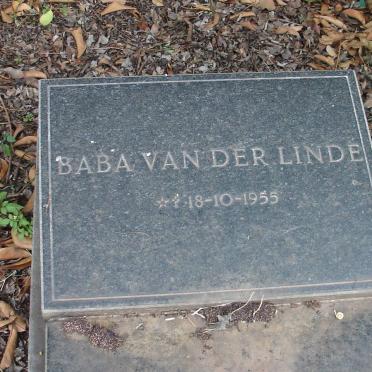 BABA VAN DER LINDE
☆✝ 18-10-1955